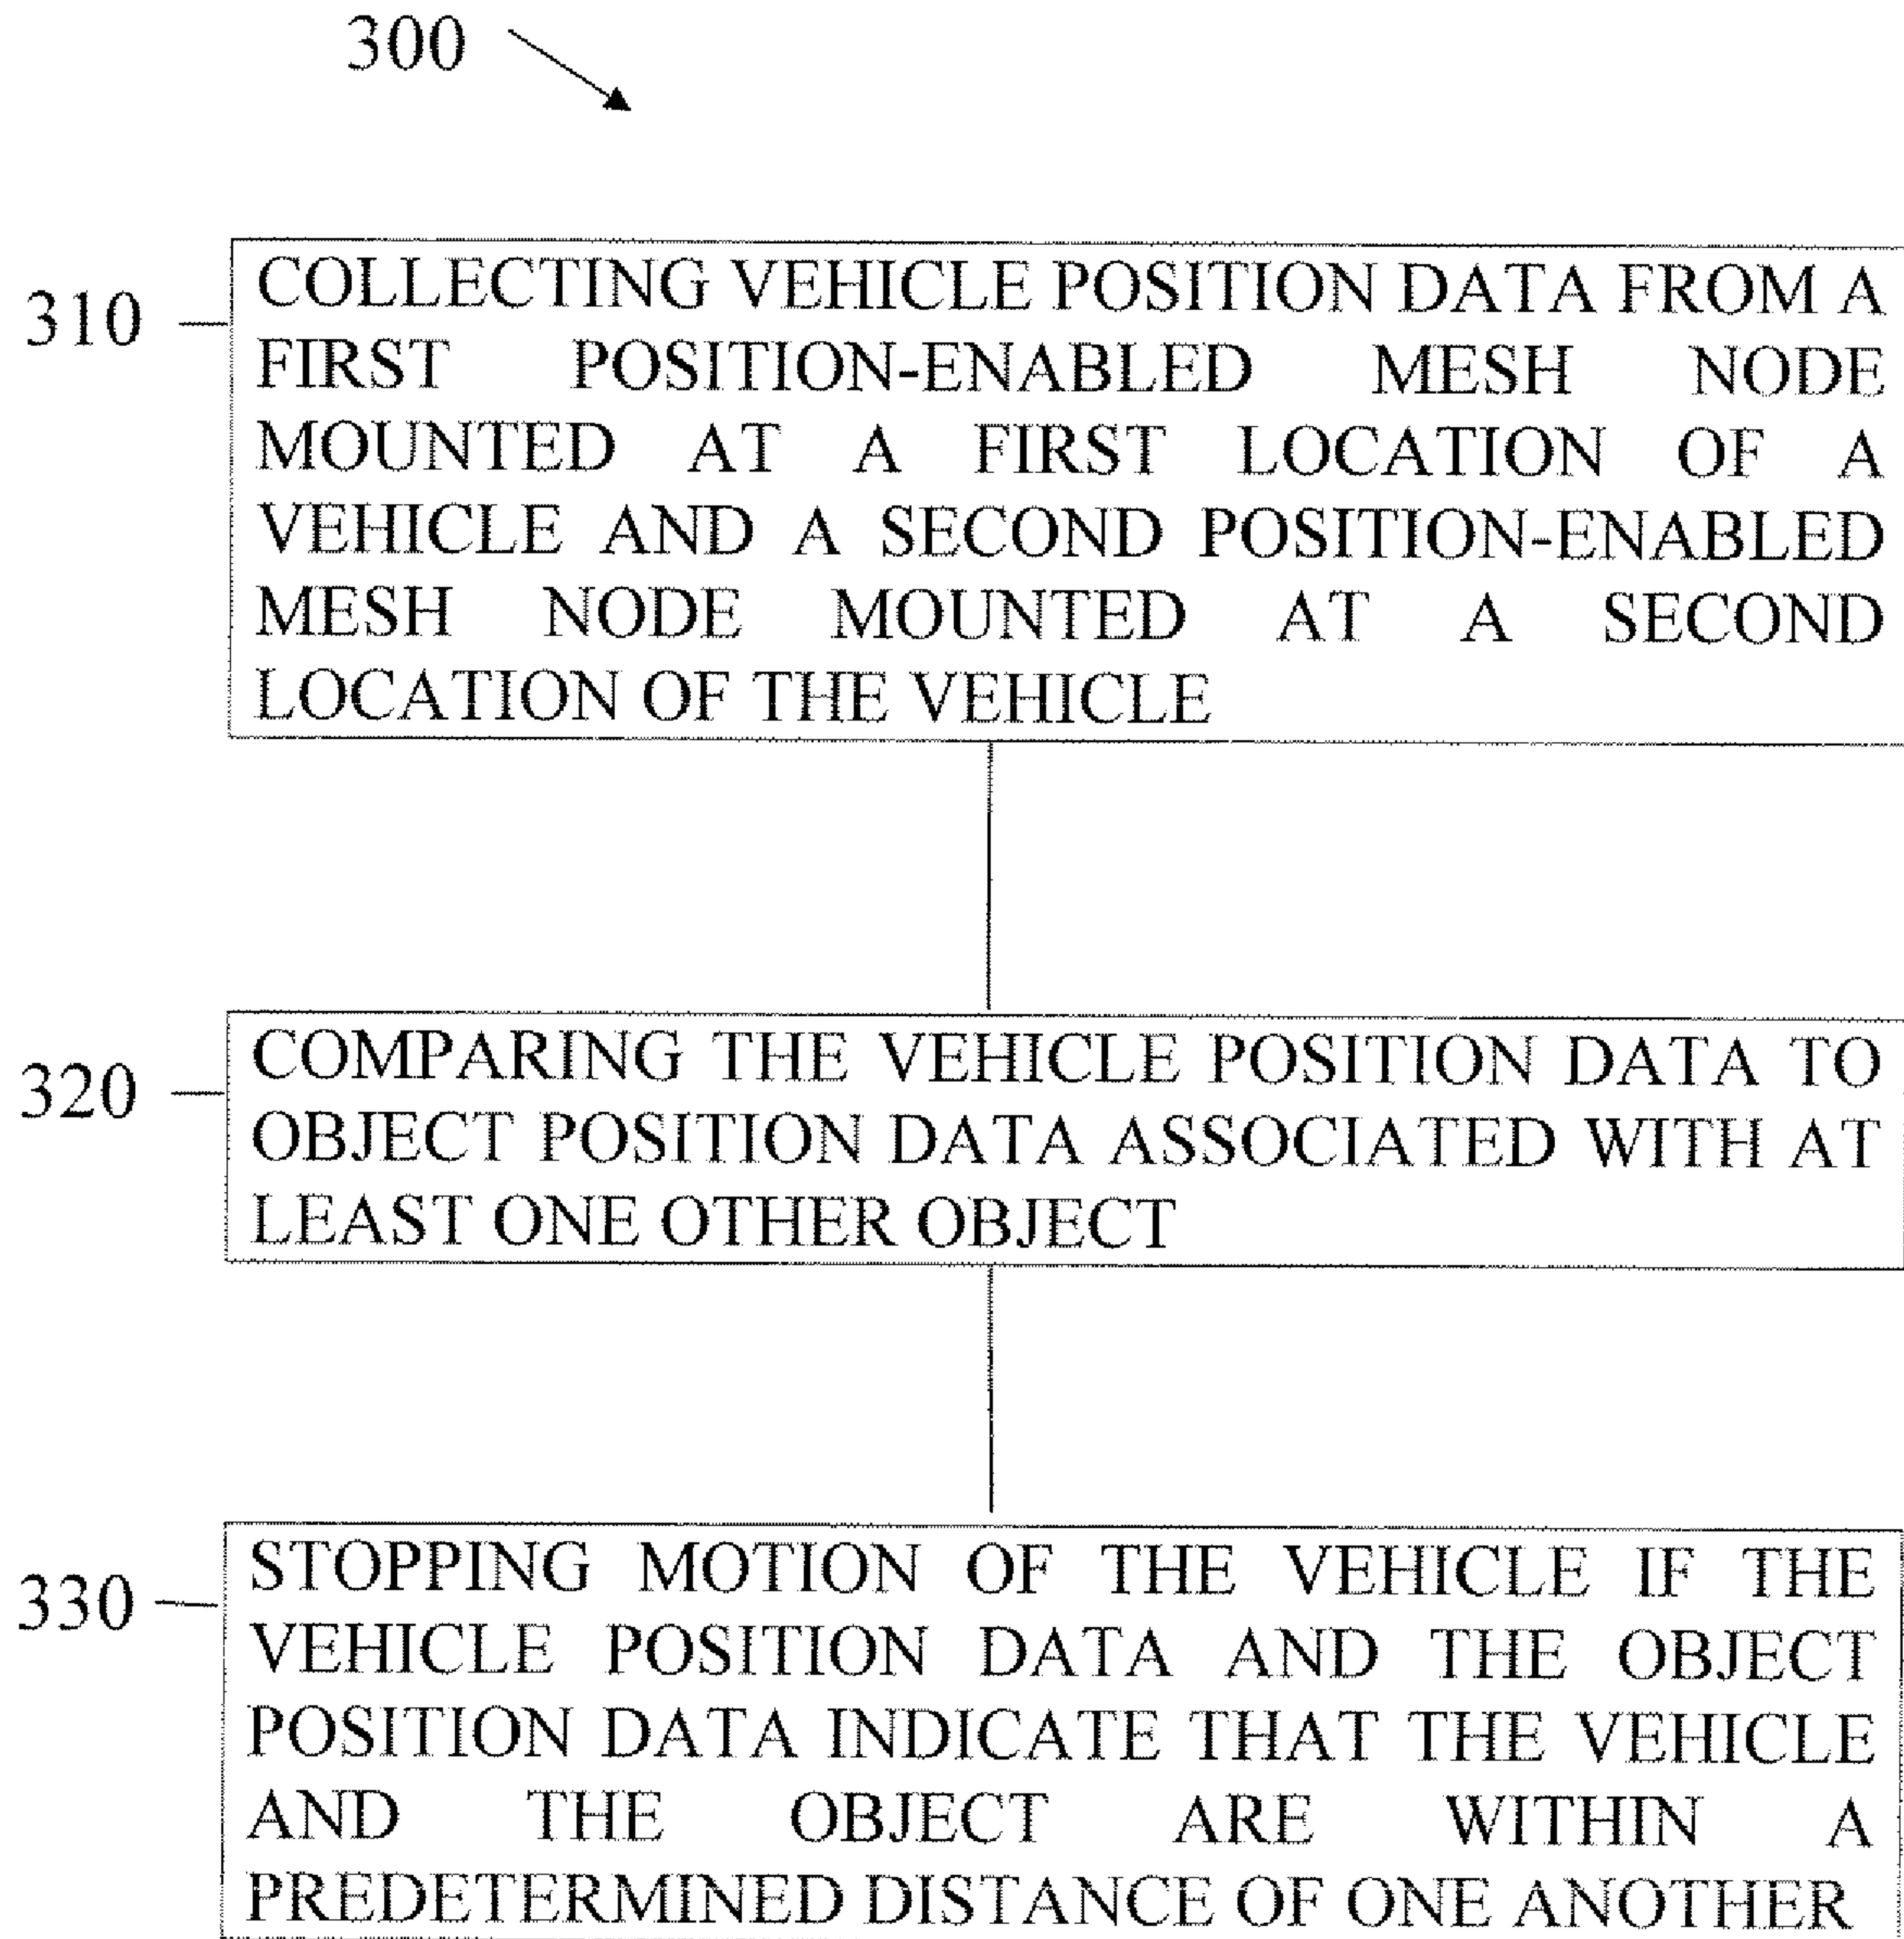 300
310
COLLECTING VEHICLE POSITION DATA FROM A
FIRST POSITION-ENABLED MESH NODE
MOUNTED AT A FIRST LOCATION OF A
VEHICLE AND A SECOND POSITION-ENABLED
MESH NODE MOUNTED AT A SECOND
LOCATION OF THE VEHICLE
320
COMPARING THE VEHICLE POSITION DATA TO
OBJECT POSITION DATA ASSOCIATED WITH AT
LEAST ONE OTHER OBJECT
330
STOPPING MOTION OF THE VEHICLE IF THE
VEHICLE POSITION DATA AND THE OBJECT
POSITION DATA INDICATE THAT THE VEHICLE
AND THE OBJECT ARE WITHIN A
PREDETERMINED DISTANCE OF ONE ANOTHER